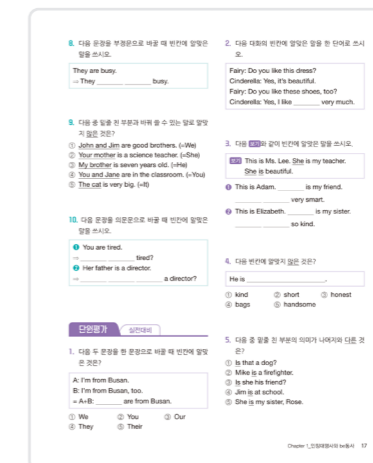 8. 다음 문장을 부정문으로 바꿀 때 빈칸에 알맞은
말을 쓰시오.
They are busy.
→ They ________ ________ busy.
9. 다음 중 밑줄 친 부분과 바꿔 쓸 수 있는 말로 알맞
지 않은 것은?
① John and Jim are good brothers. (=We)
② Your mother is a science teacher. (=She)
③ My brother is seven years old. (=He)
④ You and Jane are in the classroom. (=You)
⑤ The cat is very big. (=It)
10. 다음 문장을 의문문으로 바꿀 때 빈칸에 알맞은
말을 쓰시오.
❶ You are tired.
→ ________ ________ tired?
❷ Her father is a director.
→ ________ ________ ________ a director?
단원평가 실전대비
1. 다음 두 문장을 한 문장으로 바꿀 때 빈칸에 알맞
은 것은?
A: I'm from Busan.
B: I'm from Busan, too.
= A+B: ________ are from Busan.
① We ② You ③ Our
④ They ⑤ Their
2. 다음 대화의 빈칸에 알맞은 말을 한 단어로 쓰시
오.
Fairy: Do you like this dress?
Cinderella: Yes, it's beautiful.
Fairy: Do you like these shoes, too?
Cinderella: Yes, I like ________ very much.
3. 다음 보기와 같이 빈칸에 알맞은 말을 쓰시오.
보기 This is Ms. Lee. She is my teacher.
She is beautiful.
❶ This is Adam. ________ is my friend.
________ ________ very smart.
❷ This is Elizabeth. ________ is my sister.
________ ________ so kind.
4. 다음 빈칸에 알맞지 않은 것은?
He is ________________.
① kind ② short ③ honest
④ bags ⑤ handsome
5. 다음 중 밑줄 친 부분의 의미가 나머지와 다른 것
은?
① Is that a dog?
② Mike is a firefighter.
③ Is she his friend?
④ Jim is at school.
⑤ She is my sister, Rose.
Chapter 1_인칭대명사와 be동사 17